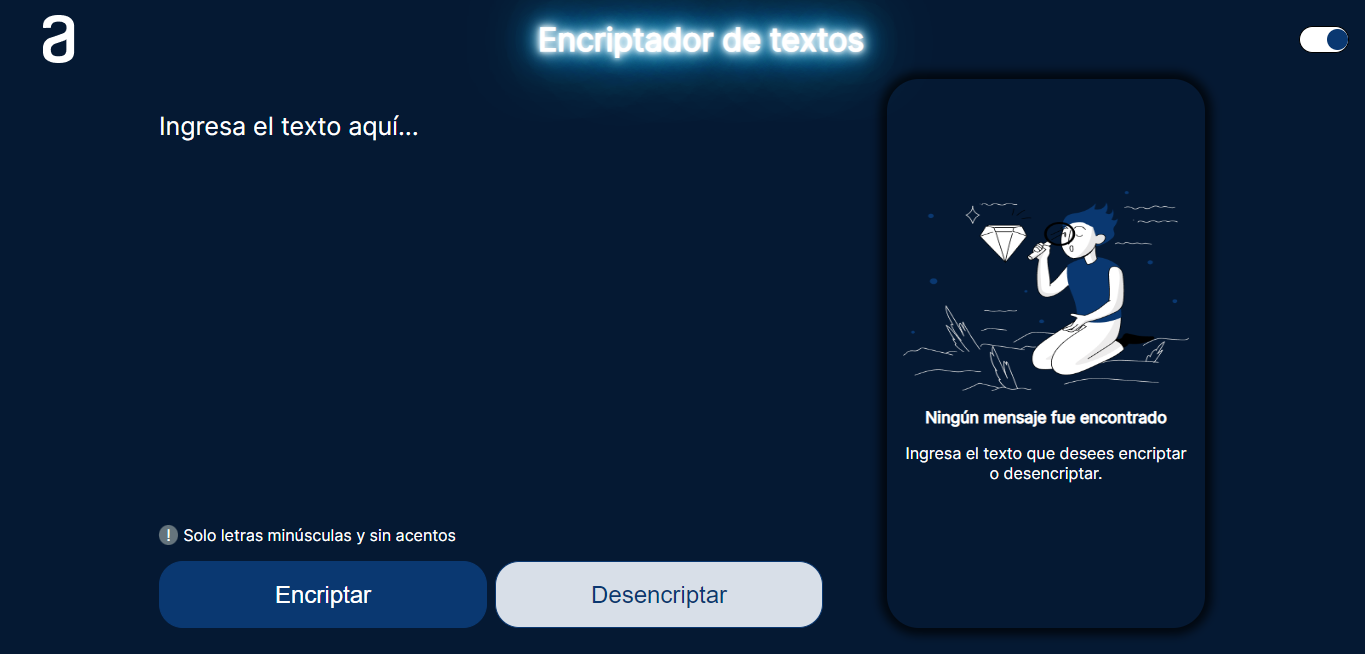 a
Encriptador de textos
Ingresa el texto aquí...
Solo letras minúsculas y sin acentos
Encriptar
Desencriptar
Ningún mensaje fue encontrado
Ingresa el texto que desees encriptar
o desencriptar.